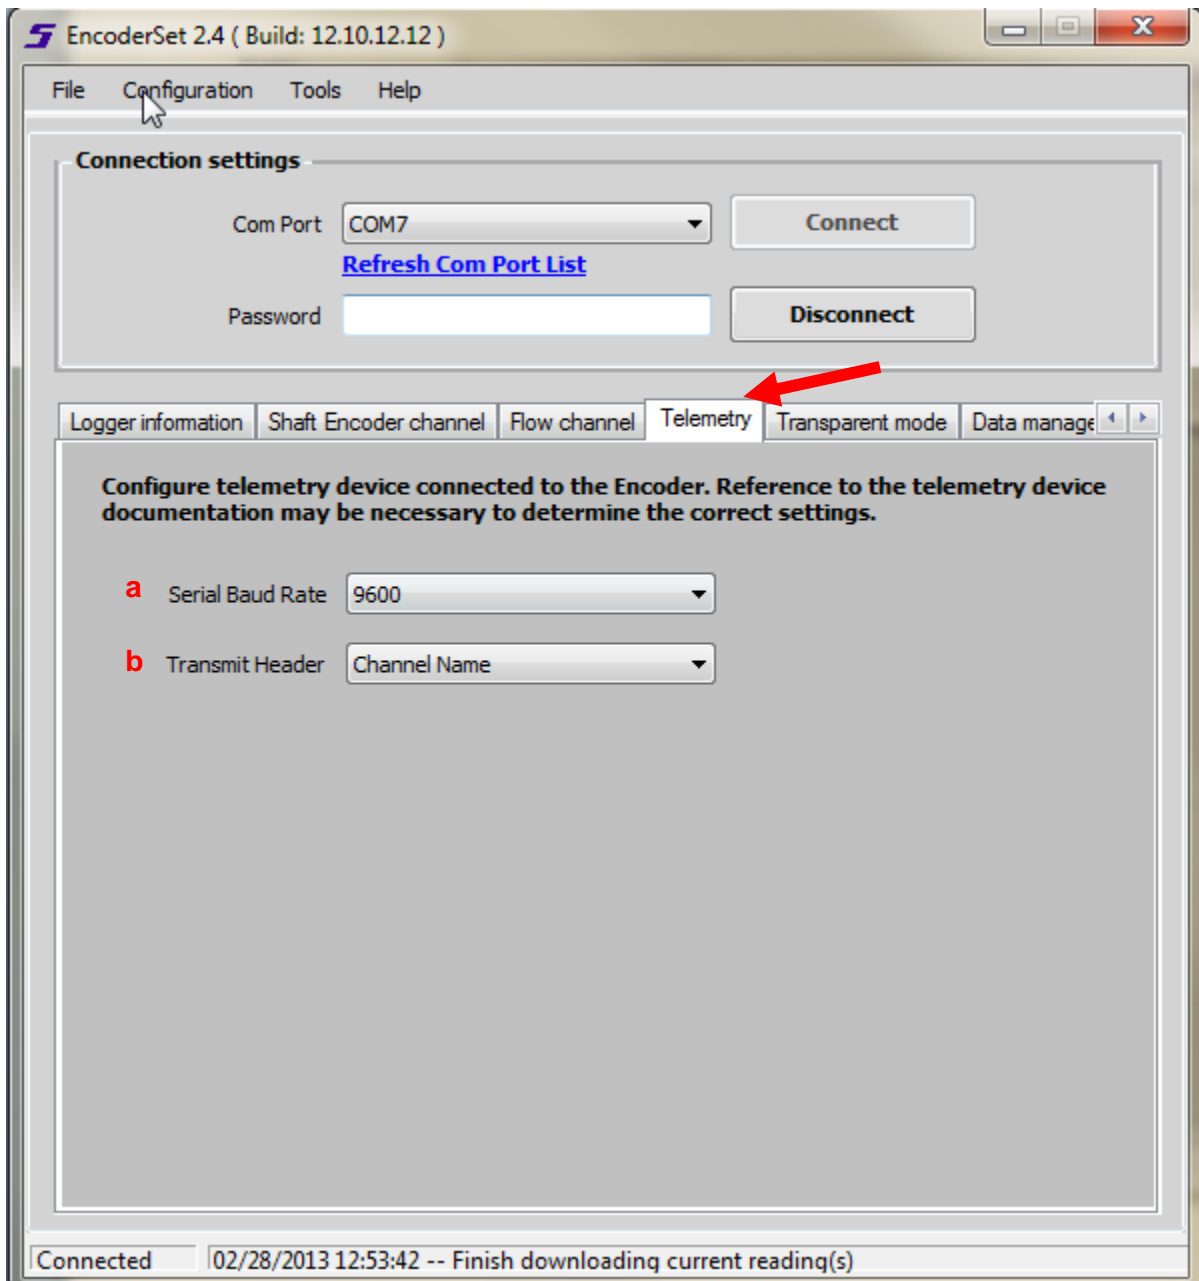 EncoderSet 2.4 ( Build: 12.10.12.12 )
File Configuration Tools Help
Connection settings
Com Port COM7 Connect
Refresh Com Port List
Password Disconnect
Logger information Shaft Encoder channel Flow channel Telemetry Transparent mode Data manage
Configure telemetry device connected to the Encoder. Reference to the telemetry device
documentation may be necessary to determine the correct settings.
a Serial Baud Rate 9600
b Transmit Header Channel Name
Connected 02/28/2013 12:53:42 -- Finish downloading current reading(s)